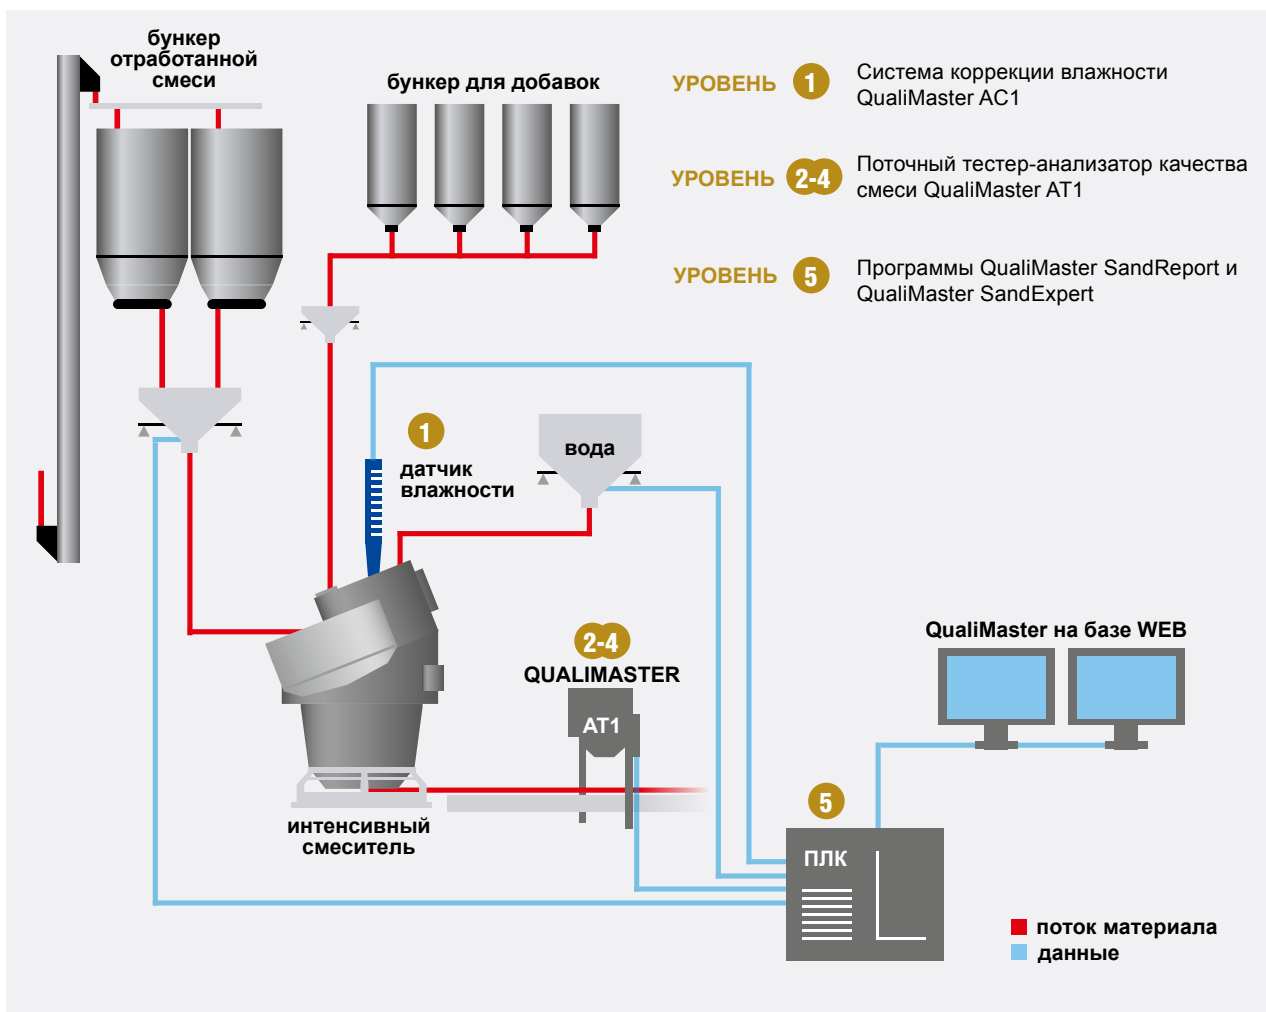 бункер
отработанной
смеси
бункер для добавок
УРОВЕНЬ 1 Система коррекции влажности
QualiMaster AC1
УРОВЕНЬ 2-4 Поточный тестер-анализатор качества
смеси QualiMaster AT1
УРОВЕНЬ 5 Программы QualiMaster SandReport и
QualiMaster SandExpert
1
датчик
влажности
вода
2-4
QUALIMASTER
AT1
QualiMaster на базе WEB
интенсивный
смеситель
5
ПЛК
поток материала
данные